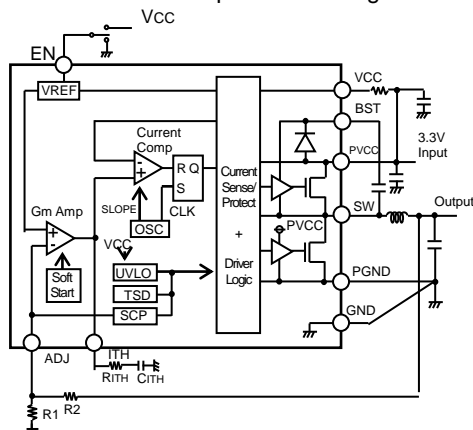 VCC
EN
VCC
VREF
BST
Current
Comp
3.3V
Input
PVCC
R Q
S
Current
Sense/
Protect
+
Driver
Logic
Gm Amp
SLOPE
OSC
CLK
SW
Output
VCC
PVCC
Soft
Start
UVLO
TSD
SCP
PGND
GND
ADJ
ITH
RITH
CITH
R1
R2